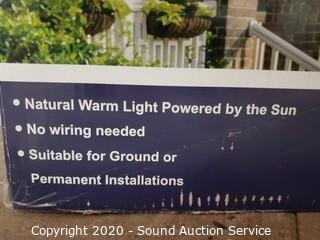 • Natural Warm Light Powered by the Sun
• No wiring needed
• Suitable for Ground or
Permanent Installations
Copyright 2020 - Sound Auction Service